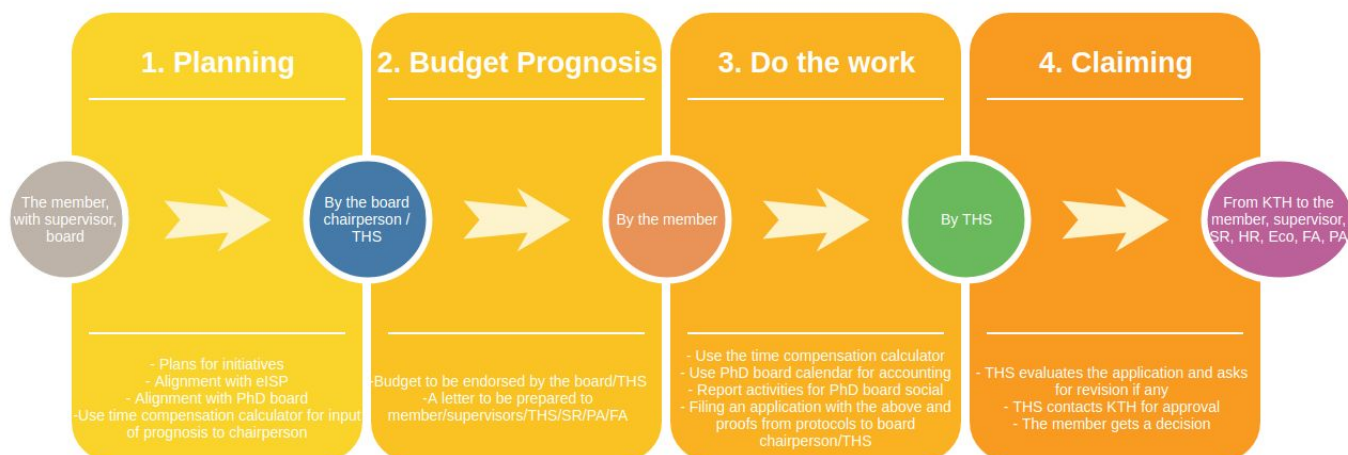 1. Planning
2. Budget Prognosis
3. Do the work
4. Claiming
The member,
with supervisor,
board
By the board
chairperson /
THS
By the member
By THS
From KTH to the
member, supervisor,
SR, HR, Eco, FA, PA
- Plans for initiatives
- Alignment with eISP
- Alignment with PhD board
-Use time compensation calculator for input
of prognosis to chairperson
-Budget to be endorsed by the board/THS
-A letter to be prepared to
member/supervisors/THS/SR/PA/FA
- Use the time compensation calculator
- Use PhD board calendar for accounting
- Report activities for PhD board social
- Filing an application with the above and
proofs from protocols to board
chairperson/THS
- THS evaluates the application and asks
for revision if any
- THS contacts KTH for approval
- The member gets a decision